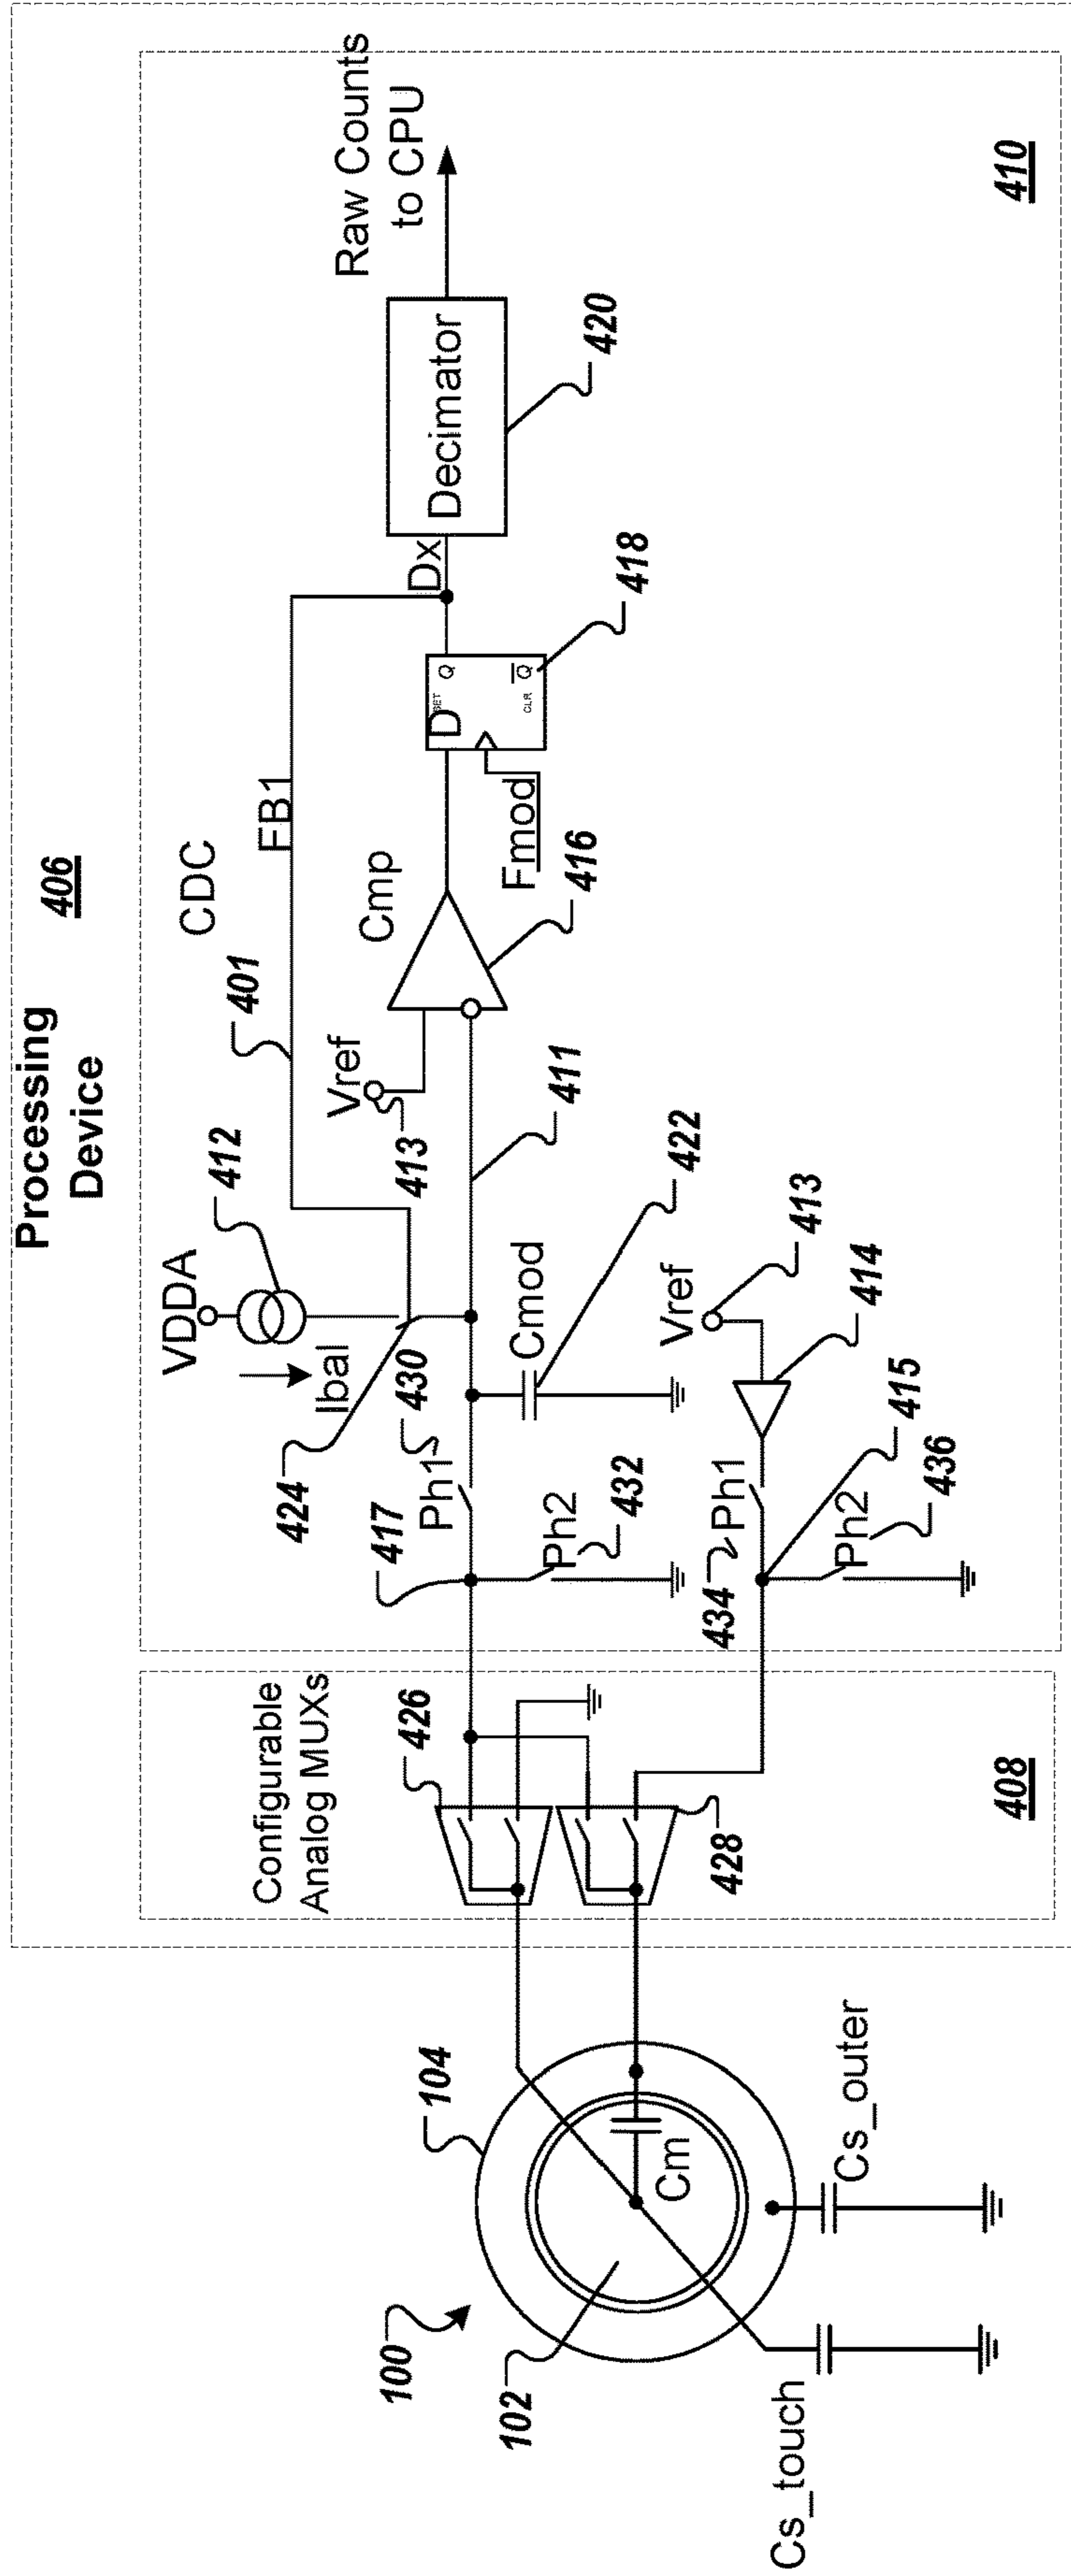 Processing
Device
406
Raw Counts
to CPU
410
Decimator
420
Dx
418
SET
D
Q
Q
CLR
FB1
CDC
Fmod
Cmp
416
401
Vref
413
411
412
VDDA
Ibal
424
430
Cmod
422
Vref
413
414
415
417
Ph1
Ph2
432
434
Ph1
Ph2
436
Configurable
Analog MUXs
426
428
408
104
100
102
Cm
Cs_outer
Cs_touch